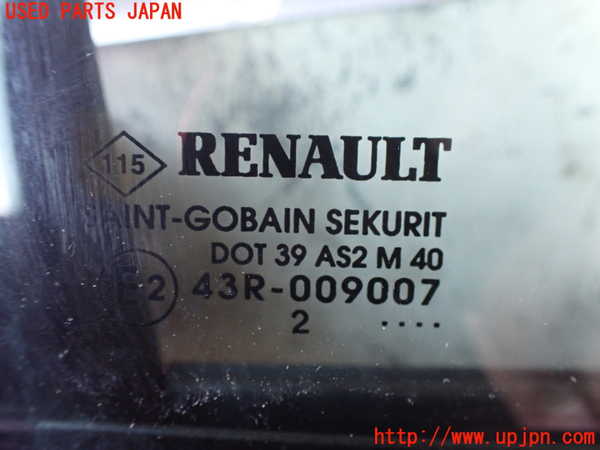 USED PARTS JAPAN
115 RENAULT
SAINT-GOBAIN SEKURIT
DOT 39 AS2 M 40
E2 43R-009007
2 ....
http://www.upjpn.com/